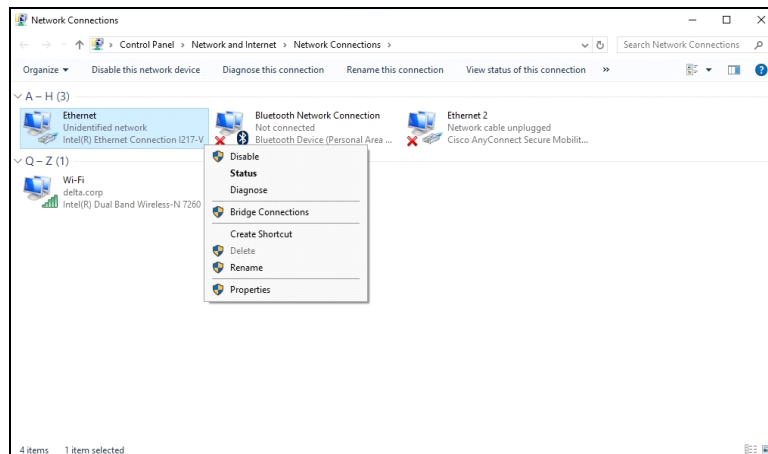 Network Connections
Control Panel › Network and Internet › Network Connections ›
Search Network Connections
Organize
Disable this network device
Diagnose this connection
Rename this connection
View status of this connection
»
A – H (3)
Ethernet
Unidentified network
Intel(R) Ethernet Connection I217-V
Bluetooth Network Connection
Not connected
Bluetooth Device (Personal Area ...
Ethernet 2
Network cable unplugged
Cisco AnyConnect Secure Mobilit...
Q – Z (1)
Wi-Fi
delta.corp
Intel(R) Dual Band Wireless-N 7260
Disable
Status
Diagnose
Bridge Connections
Create Shortcut
Delete
Rename
Properties
4 items
1 item selected